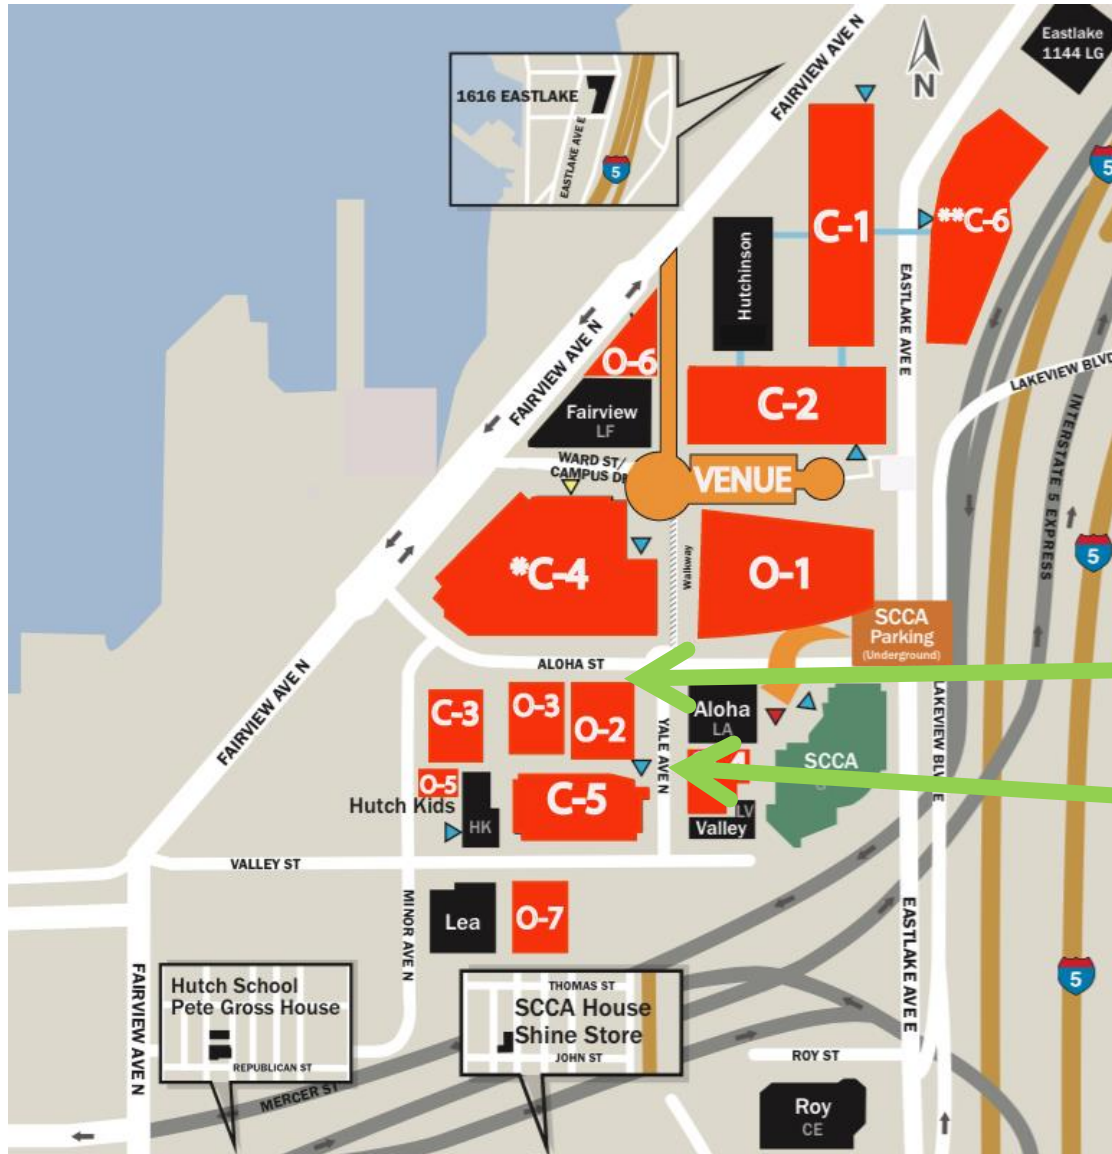 Eastlake
1144 LG
FAIRVIEW AVE N
N
1616 EASTLAKE
EASTLAKE AVE E
5
5
C-1
**C-6
Hutchinson
EASTLAKE AVE E
FAIRVIEW AVE N
O-6
LAKEVIEW BLVD
Fairview
LF
C-2
INTERSTATE 5 EXPRESS
WARD ST/
CAMPUS DR
VENUE
*C-4
Walkway
O-1
5
SCCA
Parking
(Underground)
ALOHA ST
FAIRVIEW AVE N
C-3
O-3
O-2
YALE AVE N
Aloha
LA
LAKEVIEW BLVD E
SCCA
O-5
Hutch Kids
HK
C-5
LV
Valley
VALLEY ST
MINOR AVE N
Lea
O-7
EASTLAKE AVE E
FAIRVIEW AVE N
5
Hutch School
Pete Gross House
REPUBLICAN ST
THOMAS ST
SCCA House
Shine Store
JOHN ST
MERCER ST
ROY ST
Roy
CE